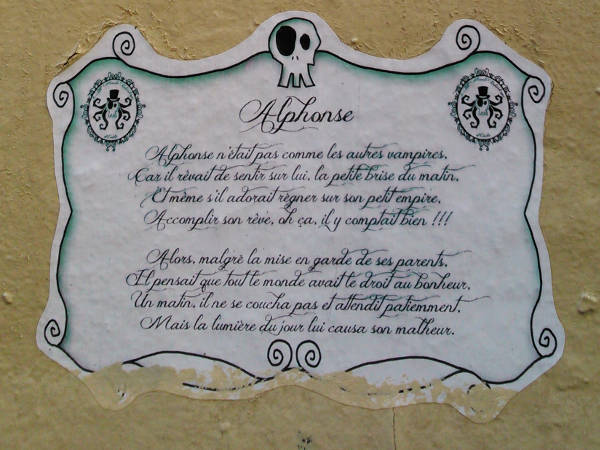 Alphonse
Alphonse n'était pas comme les autres vampires,
Car il rêvait de sentir sur lui, la petite brise du matin,
Et même s'il adorait règner sur son petit empire,
Accomplir son rêve, oh ça, il y comptait bien !!!
Alors, malgré la mise en garde de ses parents,
Il pensait que tout le monde avait le droit au bonheur,
Un matin, il ne se coucha pas et attendit patiemment,
Mais la lumière du jour lui causa son malheur.